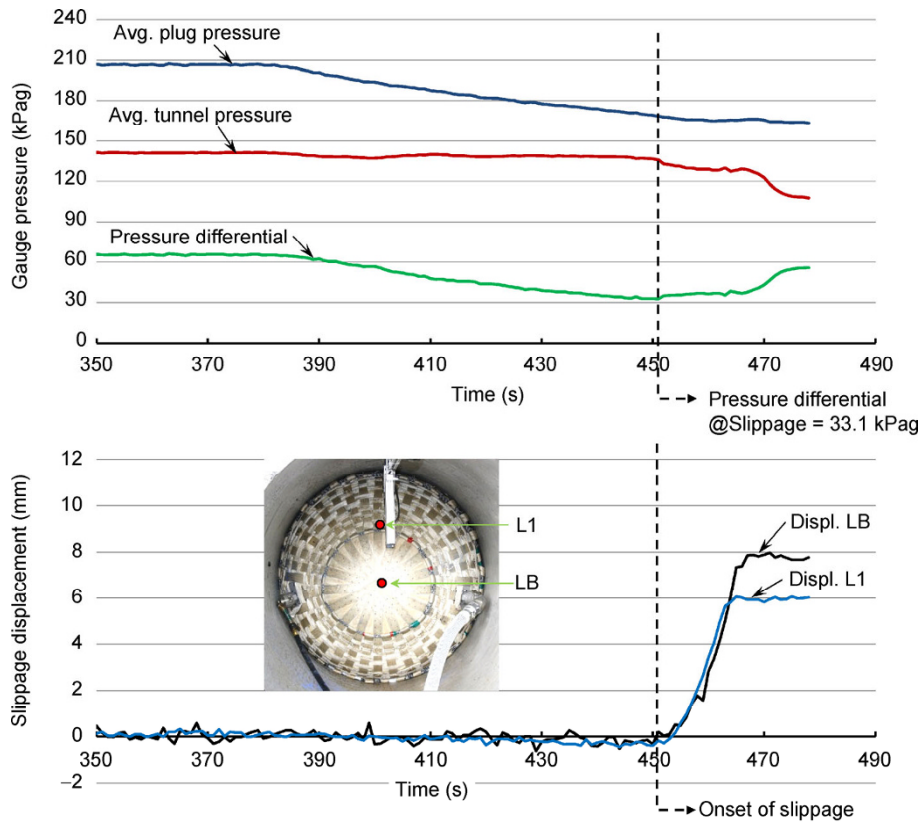 240
210
180
150
120
90
60
30
0
Gauge pressure (kPag)
Avg. plug pressure
Avg. tunnel pressure
Pressure differential
350 370 390 410 430 450 470 490
Time (s)
Pressure differential
@Slippage = 33.1 kPag
12
10
8
6
4
2
0
−2
Slippage displacement (mm)
L1
LB
Displ. LB
Displ. L1
350 370 390 410 430 450 470 490
Time (s)
Onset of slippage